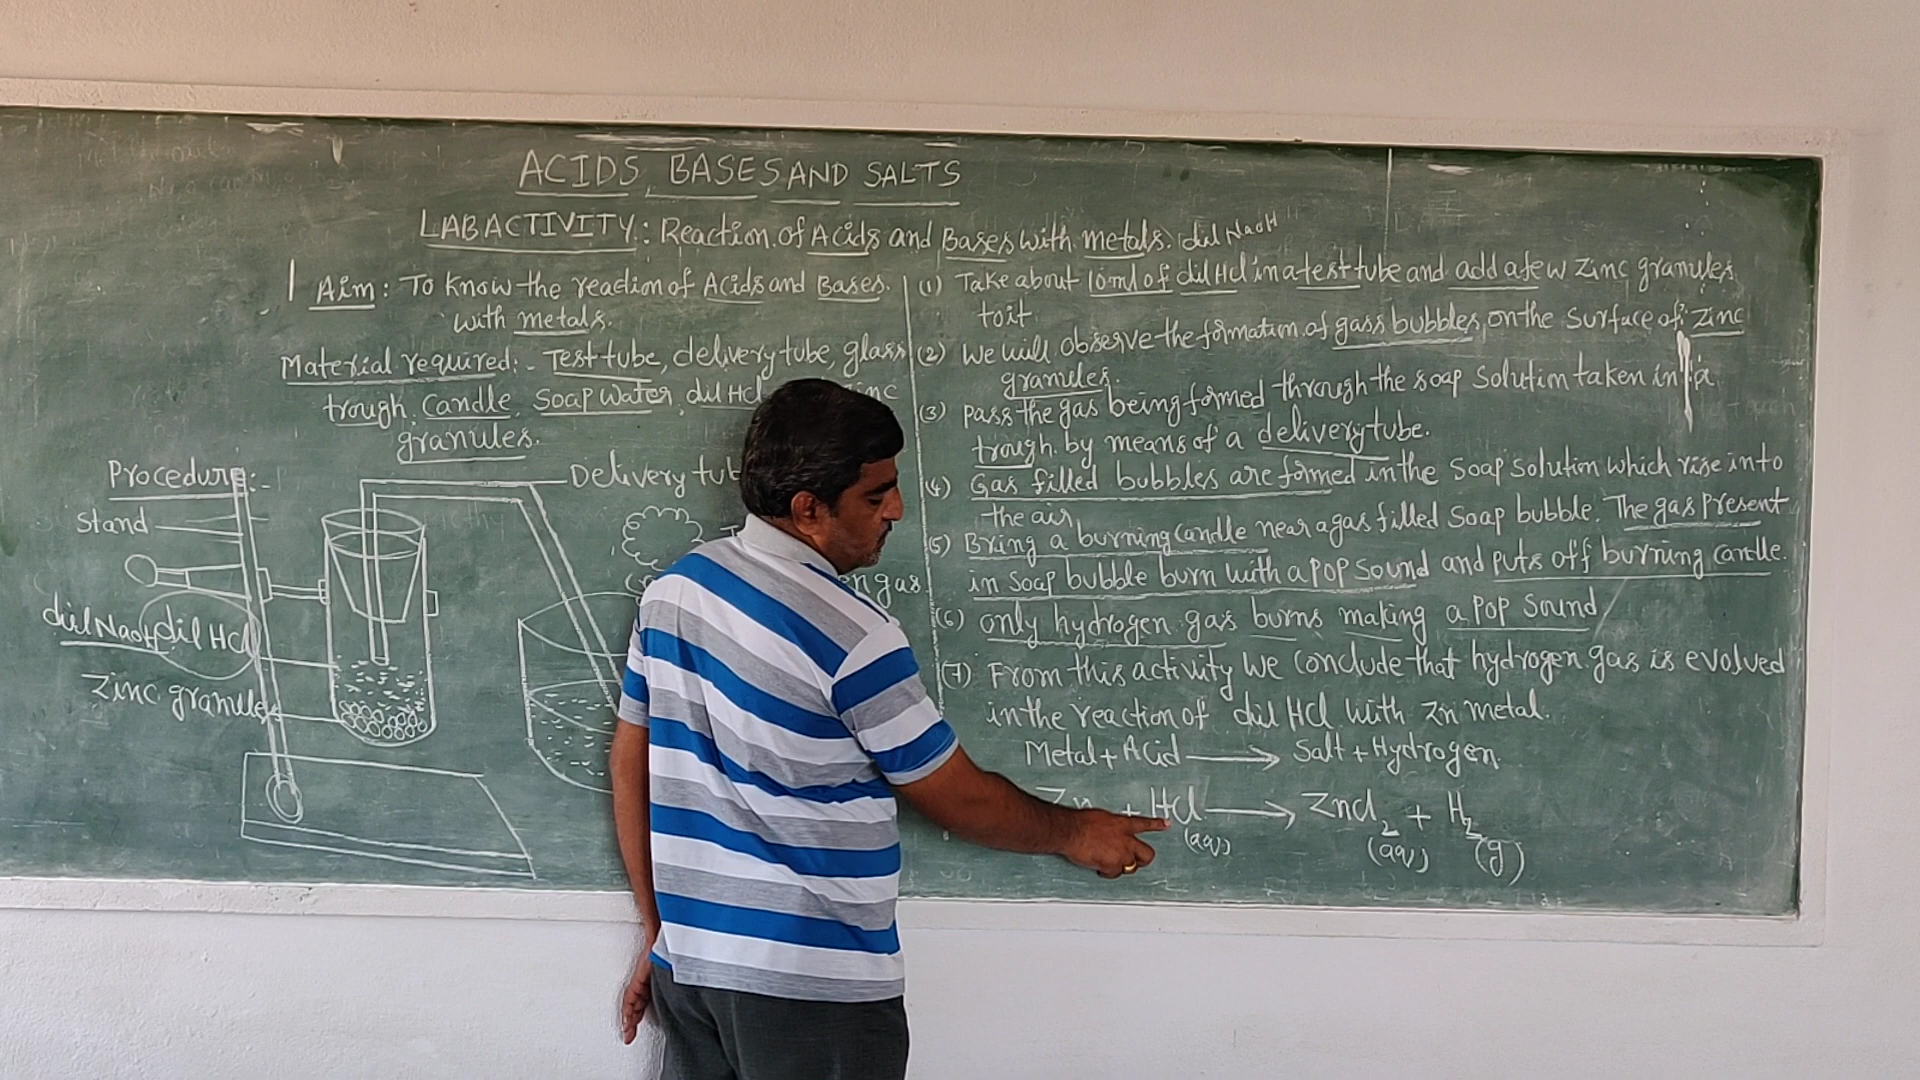 ACIDS, BASES AND SALTS
LAB ACTIVITY: Reaction of Acids and Bases with metals.
Aim: To know the reaction of Acids and Bases.
with metals.
Material required:- Test tube, delivery tube, glass
trough, Candle, Soap water, dil Hcl
granules.
Procedure:-
Delivery tub
Stand
en gas
dil NaoH dil Hcl
Zinc granules
dil NaoH
(1) Take about 10ml of dil Hcl in a test tube and add a few Zinc granules
to it.
(2) We will observe the formation of gass bubbles, on the surface of Zinc
granules.
(3) pass the gas being formed through the soap solution taken in a
trough by means of a delivery tube.
(4) Gas filled bubbles are formed in the soap solution which rise into
the air,
(5) Bring a burning candle near a gas filled soap bubble. The gas present
in soap bubble burn with a pop sound and puts off burning candle.
(6) only hydrogen gas burns making a pop sound
(7) From this activity we conclude that hydrogen gas is evolved
in the reaction of dil Hcl with Zn metal.
Metal + Acid → Salt + Hydrogen
Zn + Hcl → Zncl2 + H2
(aq) (aq) (g)